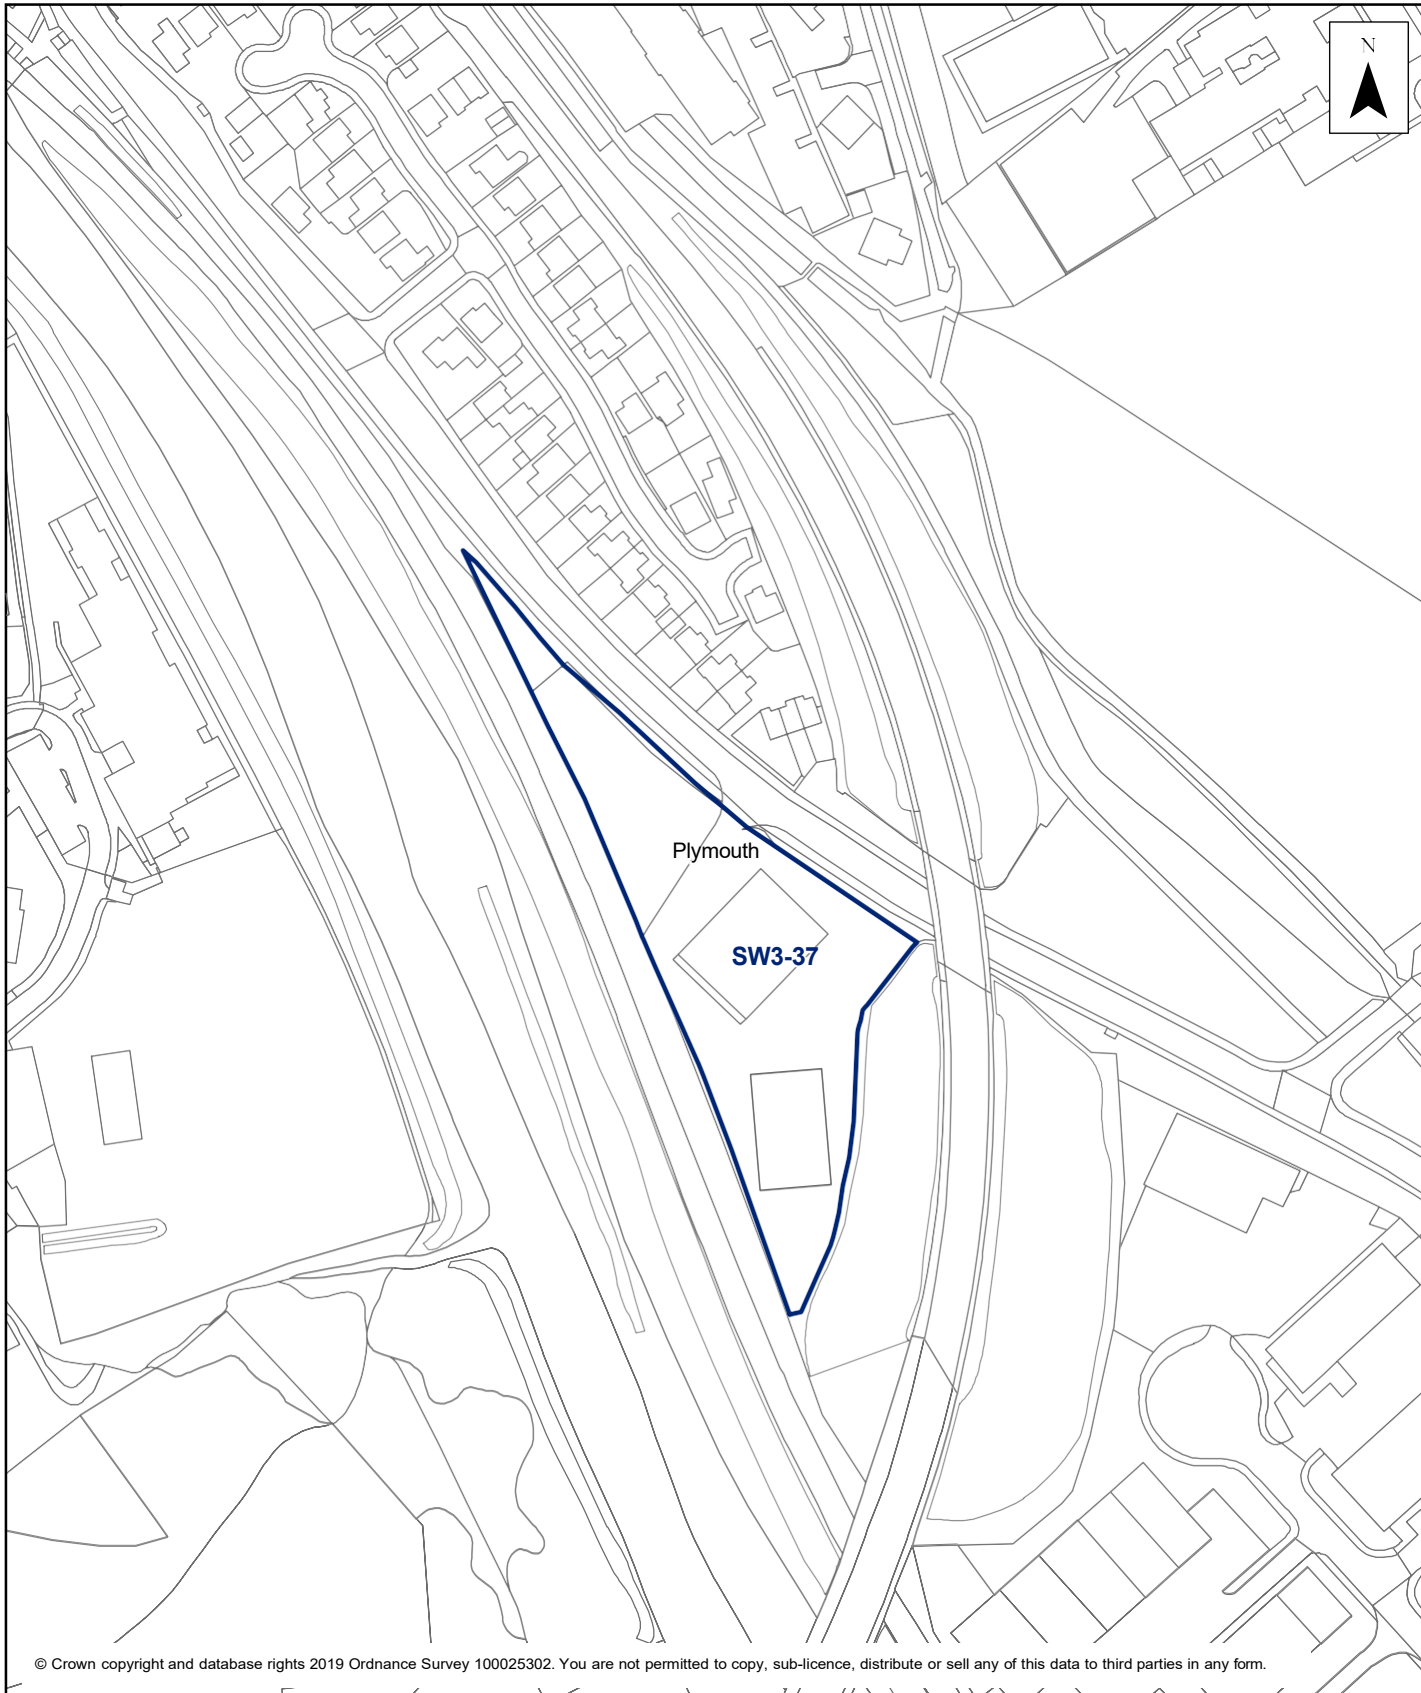 N
Plymouth
SW3-37
© Crown copyright and database rights 2019 Ordnance Survey 100025302. You are not permitted to copy, sub-licence, distribute or sell any of this data to third parties in any form.